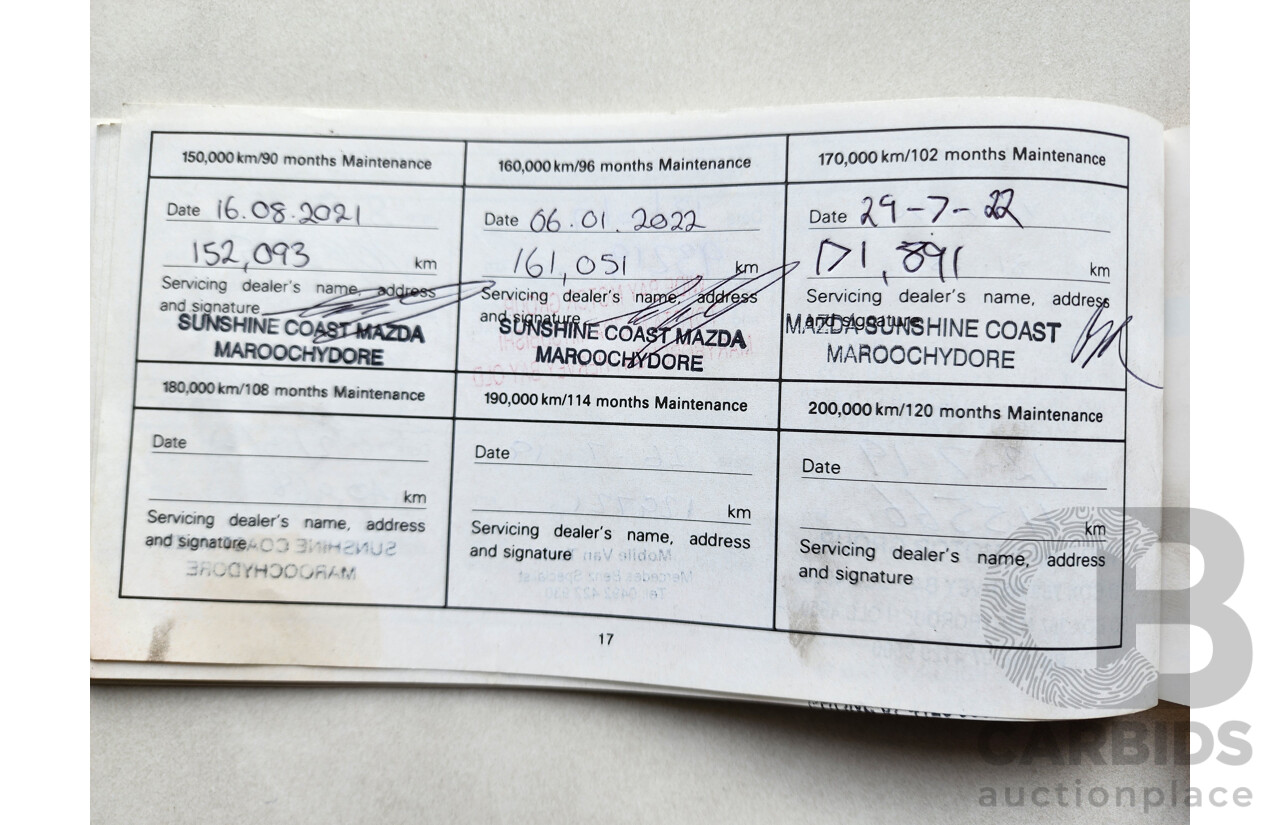 150,000 km/90 months Maintenance
Date 16.08.2021
152,093 km
Servicing dealer's name, address
and signature
SUNSHINE COAST MAZDA
MAROOCHYDORE
160,000 km/96 months Maintenance
Date 06.01.2022
161,051 km
Servicing dealer's name, address
and signature
SUNSHINE COAST MAZDA
MAROOCHYDORE
170,000 km/102 months Maintenance
Date 29-7-22
171,891 km
Servicing dealer's name, address
and signature
MAZDA SUNSHINE COAST
MAROOCHYDORE
180,000 km/108 months Maintenance
Date
km
Servicing dealer's name, address
and signature
190,000 km/114 months Maintenance
Date
km
Servicing dealer's name, address
and signature
200,000 km/120 months Maintenance
Date
km
Servicing dealer's name, address
and signature
17
CARBIDS
auctionplace